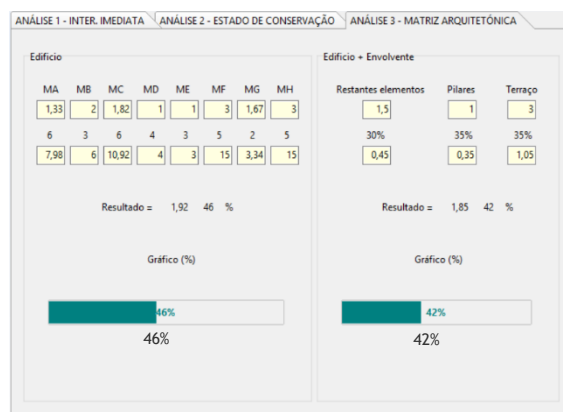 ANÁLISE 1 - INTER. IMEDIATA ANÁLISE 2 - ESTADO DE CONSERVAÇÃO ANÁLISE 3 - MATRIZ ARQUITETÓNICA
Edifício
MA MB MC MD ME MF MG MH
1,33 2 1,82 1 1 3 1,67 3
6 3 6 4 3 5 2 5
7,98 6 10,92 4 3 15 3,34 15
Resultado = 1,92 46 %
Gráfico (%)
46%
46%
Edifício + Envolvente
Restantes elementos Pilares Terraço
1,5 1 3
30% 35% 35%
0,45 0,35 1,05
Resultado = 1,85 42 %
Gráfico (%)
42%
42%